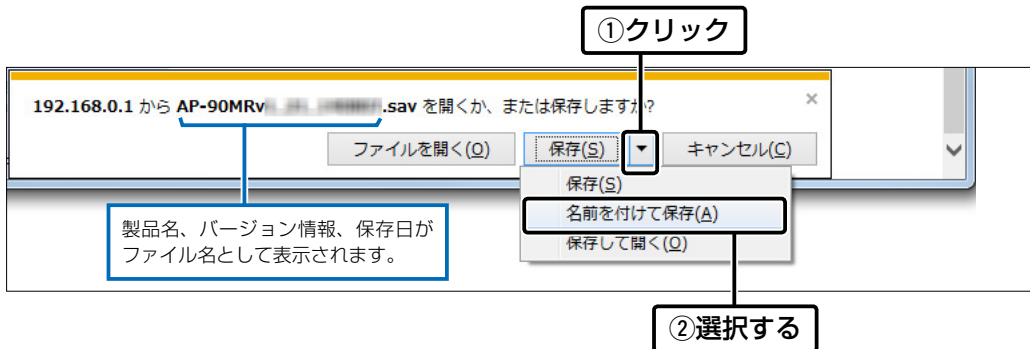 ①クリック
192.168.0.1 から AP-90MRv .sav を開くか、または保存しますか?
×
ファイルを開く(O)
保存(S)
キャンセル(C)
保存(S)
名前を付けて保存(A)
保存して開く(O)
製品名、バージョン情報、保存日が
ファイル名として表示されます。
②選択する